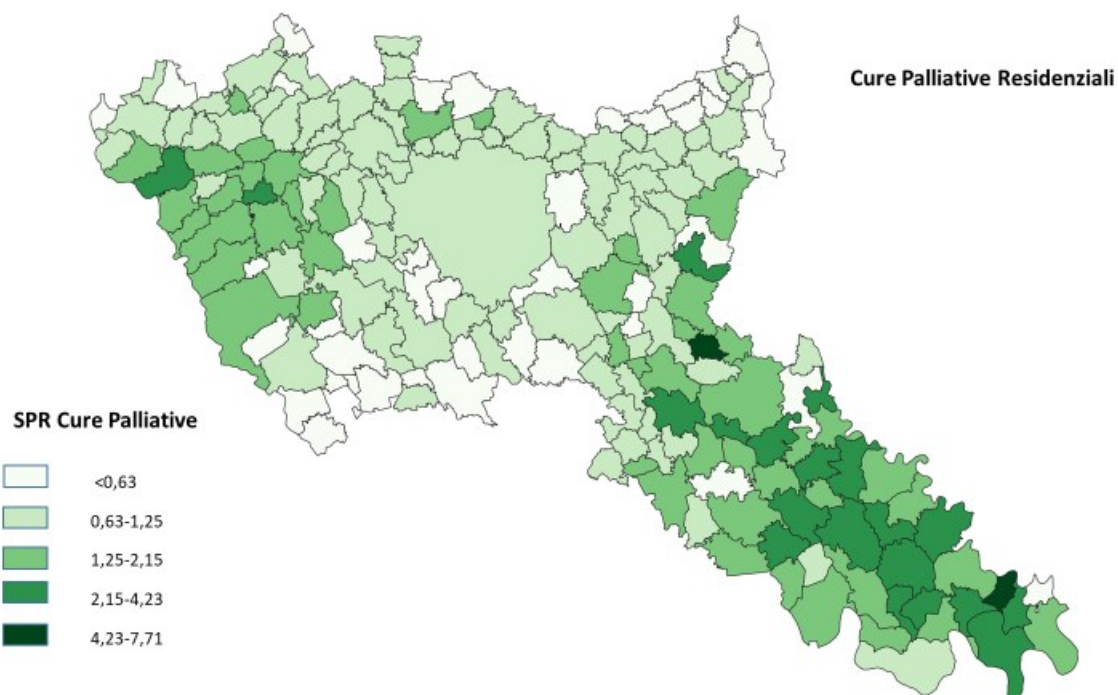 Cure Palliative Residenziali
SPR Cure Palliative
<0,63
0,63-1,25
1,25-2,15
2,15-4,23
4,23-7,71